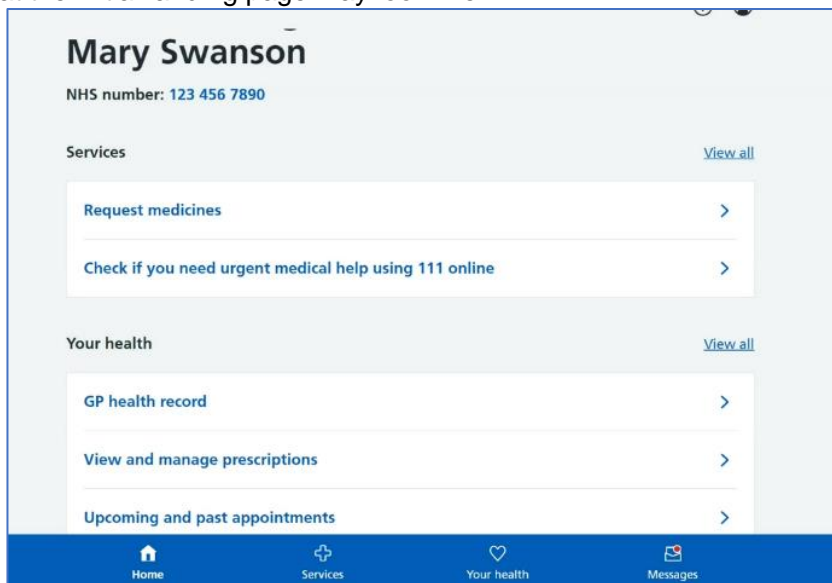 Mary Swanson
NHS number: 123 456 7890
Services View all
Request medicines
Check if you need urgent medical help using 111 online
Your health View all
GP health record
View and manage prescriptions
Upcoming and past appointments
Home Services Your health Messages